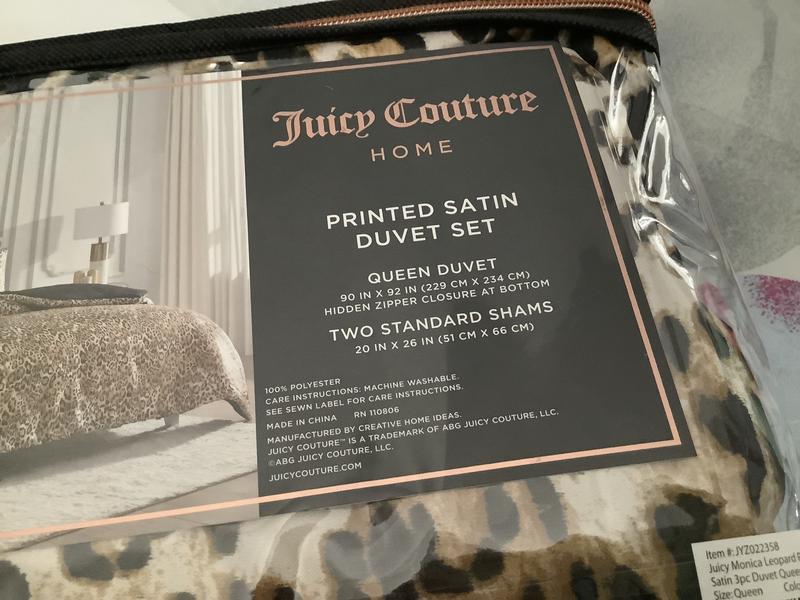 Juicy Couture
HOME
PRINTED SATIN
DUVET SET
QUEEN DUVET
90 IN X 92 IN (229 CM X 234 CM)
HIDDEN ZIPPER CLOSURE AT BOTTOM
TWO STANDARD SHAMS
20 IN X 26 IN (51 CM X 66 CM)
100% POLYESTER
CARE INSTRUCTIONS: MACHINE WASHABLE.
SEE SEWN LABEL FOR CARE INSTRUCTIONS.
MADE IN CHINA RN 110806
MANUFACTURED BY CREATIVE HOME IDEAS.
JUICY COUTURE™ IS A TRADEMARK OF ABG JUICY COUTURE, LLC.
©ABG JUICY COUTURE, LLC.
JUICYCOUTURE.COM
Item #: JYZ022358
Juicy Monica Leopard
Satin 3pc Duvet Quee
Size: Queen